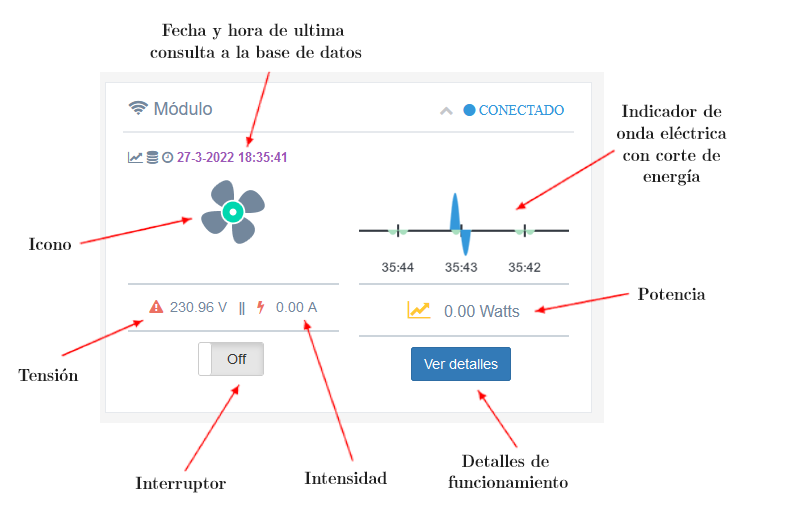 Fecha y hora de ultima
consulta a la base de datos
Módulo
CONECTADO
Indicador de
onda eléctrica
con corte de
energía
27-3-2022 18:35:41
Icono
35:44 35:43 35:42
Potencia
230.96 V || 0.00 A
0.00 Watts
Off
Ver detalles
Tensión
Detalles de
funcionamiento
Interruptor
Intensidad